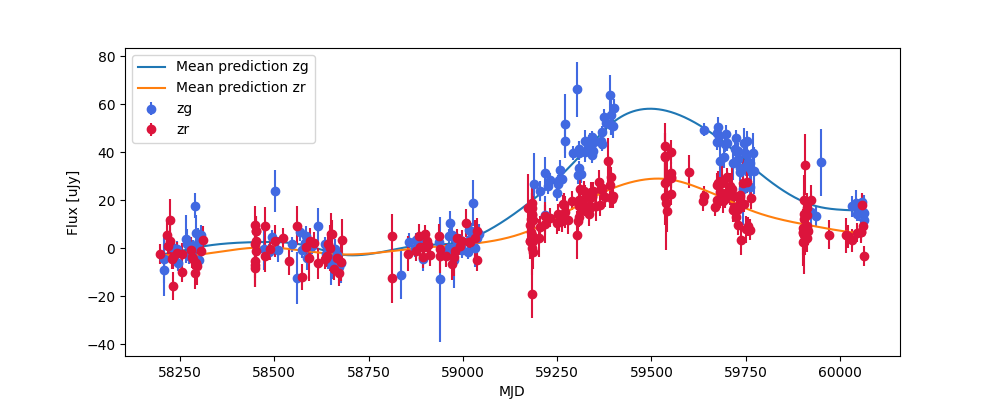 Mean prediction zg
Mean prediction zr
zg
zr
Flux [uJy]
80
60
40
20
0
−20
−40
58250
58500
58750
59000
59250
59500
59750
60000
MJD